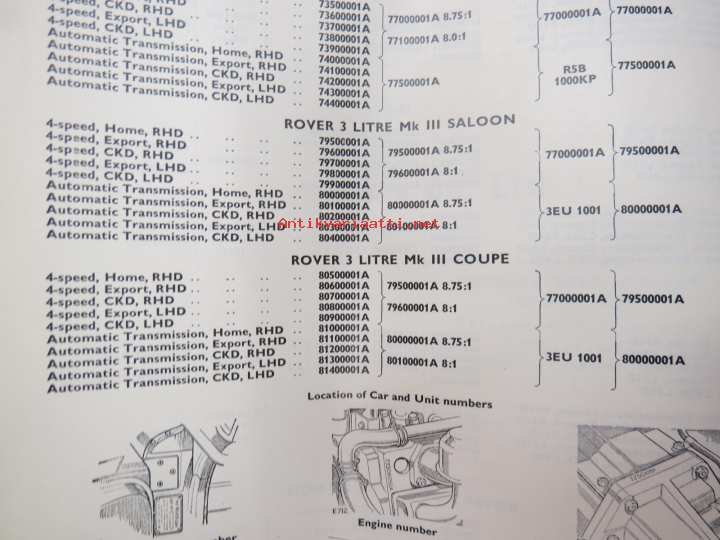 4-speed, CKD, RHD .. .. .. 73500001A
4-speed, Export, LHD .. .. .. 73600001A 77000001A 8.75:1 77000001A 77000001A
4-speed, CKD, LHD .. .. .. 73700001A
Automatic Transmission, Home, RHD .. 73800001A 77100001A 8.0:1
Automatic Transmission, Export, RHD .. 73900001A
Automatic Transmission, CKD, RHD .. 74000001A
Automatic Transmission, Export, LHD .. 74100001A R5B 1000KP 77500001A
Automatic Transmission, CKD, LHD .. 74200001A 77500001A
74300001A
74400001A
ROVER 3 LITRE Mk III SALOON
4-speed, Home, RHD .. .. .. 79500001A
4-speed, Export, RHD .. .. .. 79600001A 79500001A 8.75:1 77000001A 79500001A
4-speed, CKD, RHD .. .. .. 79700001A
4-speed, Export, LHD .. .. .. 79800001A 79600001A 8:1
4-speed, CKD, LHD .. .. .. 79900001A
Automatic Transmission, Home, RHD .. 80000001A
Automatic Transmission, Export, RHD .. 80100001A 80000001A 8.75:1 3EU 1001 80000001A
Automatic Transmission, CKD, RHD .. 80200001A
Automatic Transmission, Export, LHD .. 80300001A 80100001A 8:1
Automatic Transmission, CKD, LHD .. 80400001A
Antikvariaatti.net
ROVER 3 LITRE Mk III COUPE
4-speed, Home, RHD .. .. .. 80500001A
4-speed, Export, RHD .. .. .. 80600001A 79500001A 8.75:1
4-speed, CKD, RHD .. .. .. 80700001A 77000001A 79500001A
4-speed, Export, LHD .. .. .. 80800001A 79600001A 8:1
4-speed, CKD, LHD .. .. .. 80900001A
Automatic Transmission, Home, RHD .. 81000001A
Automatic Transmission, Export, RHD .. 81100001A 80000001A 8.75:1
Automatic Transmission, CKD, RHD .. 81200001A 3EU 1001 80000001A
Automatic Transmission, Export, LHD .. 81300001A 80100001A 8:1
Automatic Transmission, CKD, LHD .. 81400001A
Location of Car and Unit numbers
E712
Engine number
number